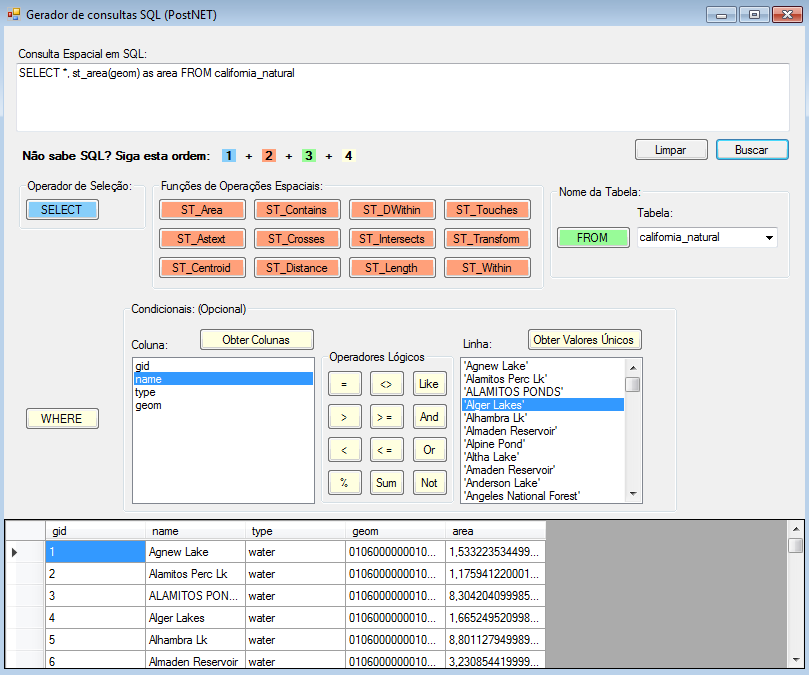 Gerador de consultas SQL (PostNET)
Consulta Espacial em SQL:
SELECT *, st_area(geom) as area FROM california_natural
Não sabe SQL? Siga esta ordem: 1 + 2 + 3 + 4
Limpar Buscar
Operador de Seleção:
SELECT
Funções de Operações Espaciais:
ST_Area ST_Contains ST_DWithin ST_Touches
ST_Astext ST_Crosses ST_Intersects ST_Transform
ST_Centroid ST_Distance ST_Length ST_Within
Nome da Tabela:
Tabela:
FROM california_natural
Condicionais: (Opcional)
WHERE
Coluna: Obter Colunas
gid
name
type
geom
Operadores Lógicos
= <> Like
> >= And
< <= Or
% Sum Not
Linha: Obter Valores Únicos
'Agnew Lake'
'Alamitos Perc Lk'
'ALAMITOS PONDS'
'Alger Lakes'
'Alhambra Lk'
'Almaden Reservoir'
'Alpine Pond'
'Altha Lake'
'Amaden Reservoir'
'Anderson Lake'
'Angeles National Forest'
gid name type geom area
1 Agnew Lake water 0106000000010... 1,533223534499...
2 Alamitos Perc Lk water 0106000000010... 1,175941220001...
3 ALAMITOS PON... water 0106000000010... 8,304204099985...
4 Alger Lakes water 0106000000010... 1,665249520998...
5 Alhambra Lk water 0106000000010... 8,801127949989...
6 Almaden Reservoir water 0106000000010... 3,230854419999...